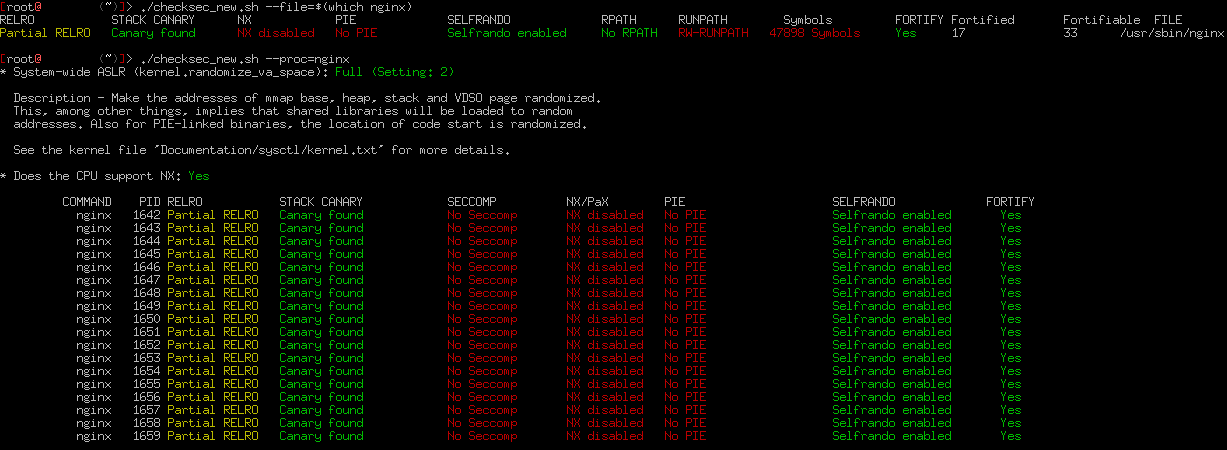 [root@ (~)]> ./checksec_new.sh --file=$(which nginx)
RELRO STACK CANARY NX PIE SELFRANDO RPATH RUNPATH Symbols FORTIFY Fortified Fortifiable FILE
Partial RELRO Canary found NX disabled No PIE Selfrando enabled No RPATH RW-RUNPATH 47898 Symbols Yes 17 33 /usr/sbin/nginx
[root@ (~)]> ./checksec_new.sh --proc=nginx
* System-wide ASLR (kernel.randomize_va_space): Full (Setting: 2)
Description - Make the addresses of mmap base, heap, stack and VDSO page randomized.
This, among other things, implies that shared libraries will be loaded to random
addresses. Also for PIE-linked binaries, the location of code start is randomized.
See the kernel file 'Documentation/sysctl/kernel.txt' for more details.
* Does the CPU support NX: Yes
COMMAND PID RELRO STACK CANARY SECCOMP NX/PaX PIE SELFRANDO FORTIFY
nginx 1642 Partial RELRO Canary found No Seccomp NX disabled No PIE Selfrando enabled Yes
nginx 1643 Partial RELRO Canary found No Seccomp NX disabled No PIE Selfrando enabled Yes
nginx 1644 Partial RELRO Canary found No Seccomp NX disabled No PIE Selfrando enabled Yes
nginx 1645 Partial RELRO Canary found No Seccomp NX disabled No PIE Selfrando enabled Yes
nginx 1646 Partial RELRO Canary found No Seccomp NX disabled No PIE Selfrando enabled Yes
nginx 1647 Partial RELRO Canary found No Seccomp NX disabled No PIE Selfrando enabled Yes
nginx 1648 Partial RELRO Canary found No Seccomp NX disabled No PIE Selfrando enabled Yes
nginx 1649 Partial RELRO Canary found No Seccomp NX disabled No PIE Selfrando enabled Yes
nginx 1650 Partial RELRO Canary found No Seccomp NX disabled No PIE Selfrando enabled Yes
nginx 1651 Partial RELRO Canary found No Seccomp NX disabled No PIE Selfrando enabled Yes
nginx 1652 Partial RELRO Canary found No Seccomp NX disabled No PIE Selfrando enabled Yes
nginx 1653 Partial RELRO Canary found No Seccomp NX disabled No PIE Selfrando enabled Yes
nginx 1654 Partial RELRO Canary found No Seccomp NX disabled No PIE Selfrando enabled Yes
nginx 1655 Partial RELRO Canary found No Seccomp NX disabled No PIE Selfrando enabled Yes
nginx 1656 Partial RELRO Canary found No Seccomp NX disabled No PIE Selfrando enabled Yes
nginx 1657 Partial RELRO Canary found No Seccomp NX disabled No PIE Selfrando enabled Yes
nginx 1658 Partial RELRO Canary found No Seccomp NX disabled No PIE Selfrando enabled Yes
nginx 1659 Partial RELRO Canary found No Seccomp NX disabled No PIE Selfrando enabled Yes